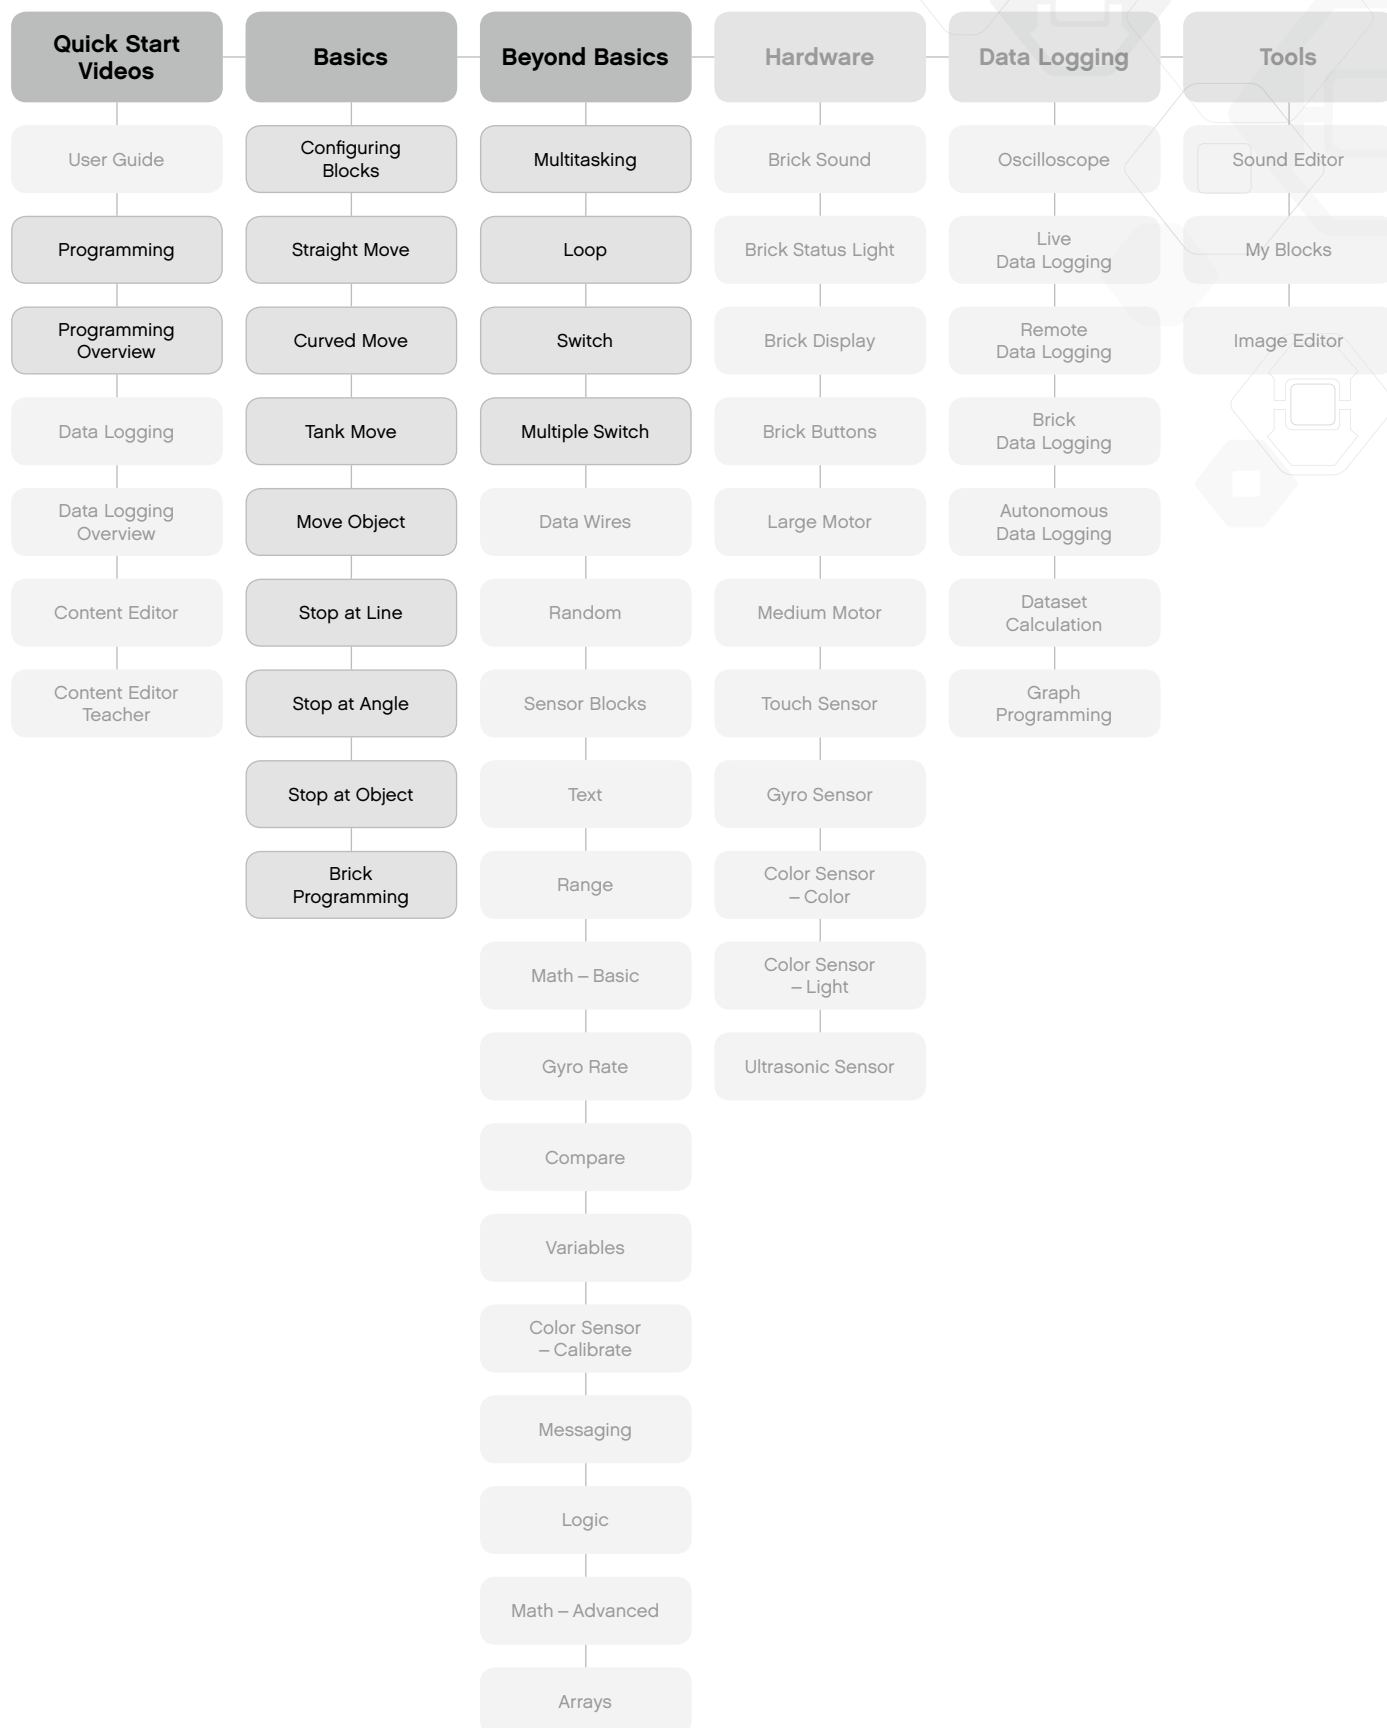 Quick Start
Videos
Basics
Beyond Basics
Hardware
Data Logging
Tools
User Guide
Programming
Programming
Overview
Data Logging
Data Logging
Overview
Content Editor
Content Editor
Teacher
Configuring
Blocks
Straight Move
Curved Move
Tank Move
Move Object
Stop at Line
Stop at Angle
Stop at Object
Brick
Programming
Multitasking
Loop
Switch
Multiple Switch
Data Wires
Random
Sensor Blocks
Text
Range
Math – Basic
Gyro Rate
Compare
Variables
Color Sensor
– Calibrate
Messaging
Logic
Math – Advanced
Arrays
Brick Sound
Brick Status Light
Brick Display
Brick Buttons
Large Motor
Medium Motor
Touch Sensor
Gyro Sensor
Color Sensor
– Color
Color Sensor
– Light
Ultrasonic Sensor
Oscilloscope
Live
Data Logging
Remote
Data Logging
Brick
Data Logging
Autonomous
Data Logging
Dataset
Calculation
Graph
Programming
Sound Editor
My Blocks
Image Editor